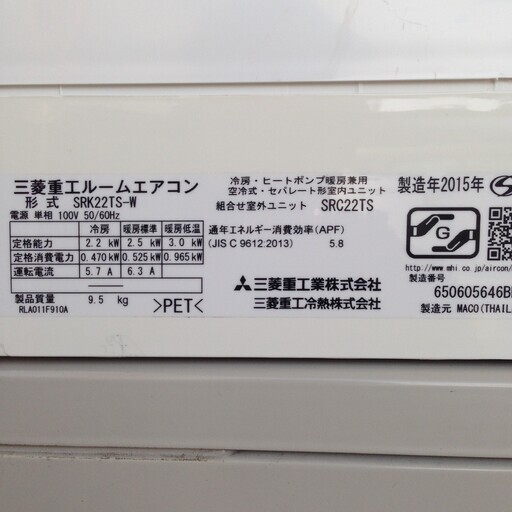 三菱重工ルームエアコン
形 式 SRK22TS-W
電源 単相 100V 50/60Hz
冷房 暖房標準 暖房低温
定格能力 2.2 kW 2.5 kW 3.0 kW
定格消費電力 0.470kW 0.525kW 0.965kW
運転電流 5.7 A 6.3 A
製品質量 9.5 kg
RLA011F910A
>PET<
冷房・ヒートポンプ暖房兼用
空冷式・セパレート形室内ユニット
組合せ室外ユニット SRC22TS
通年エネルギー消費効率(APF)
(JIS C 9612:2013) 5.8
三菱重工業株式会社
三菱重工冷熱株式会社
製造年2015年
G
http://www.mhi.co.jp/aircon/
製造番号
650605646B
製造元 MACO(THAIL